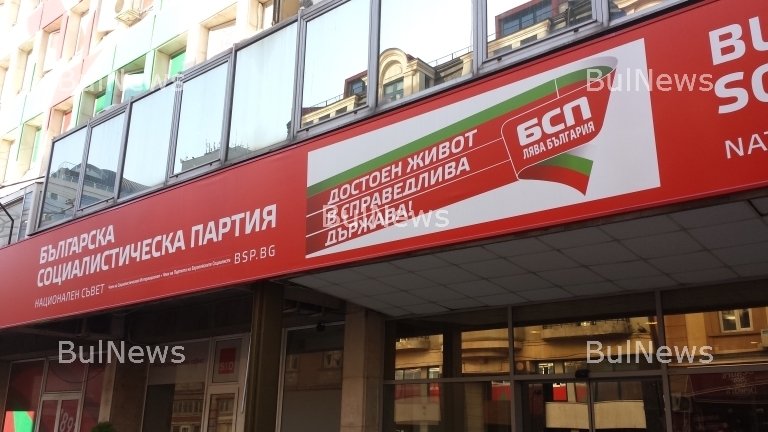 БЪЛГАРСКА
СОЦИАЛИСТИЧЕСКА ПАРТИЯ
НАЦИОНАЛЕН СЪВЕТ
BSP.BG
ДОСТОЕН ЖИВОТ
В СПРАВЕДЛИВА
ДЪРЖАВА!
БСП
ЛЯВА БЪЛГАРИЯ
BU
SO
NAT
BulNews
BulNews
BulNews
BulNews
BulNews